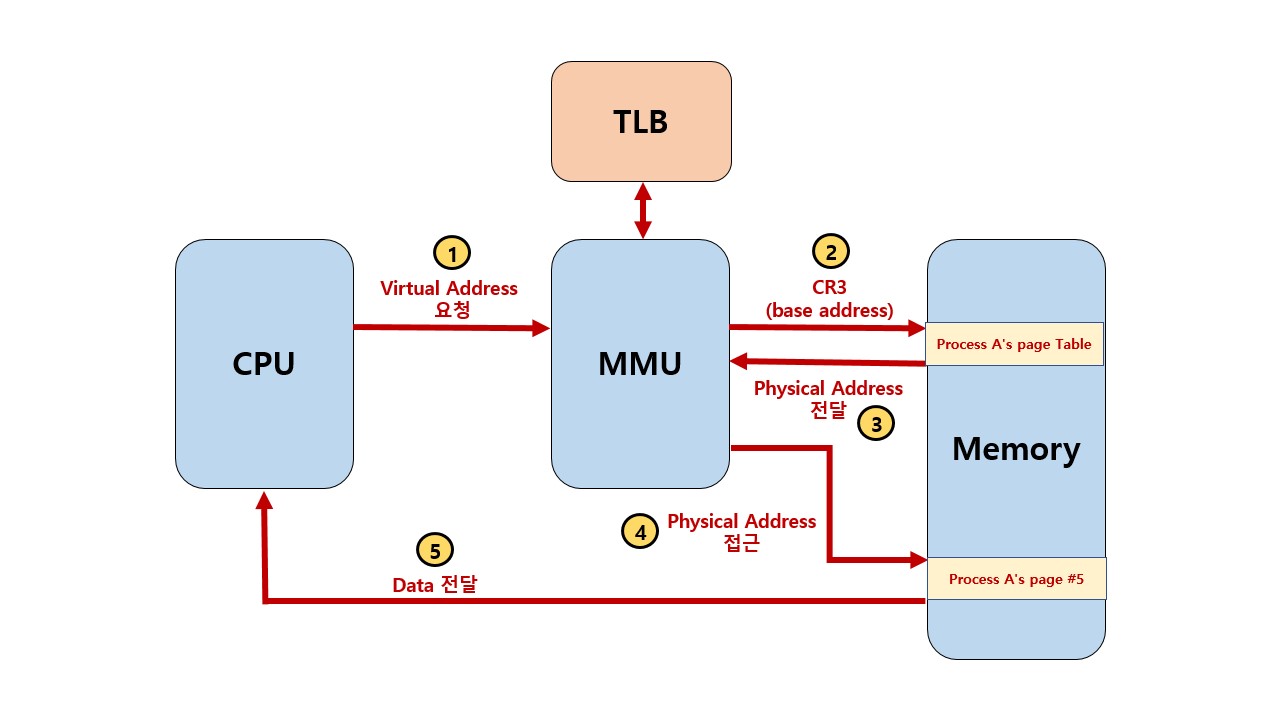 TLB
1
Virtual Address
요청
2
CR3
(base address)
CPU
MMU
Process A's page Table
Physical Address
전달
3
Memory
4
Physical Address
접근
5
Data 전달
Process A's page #5